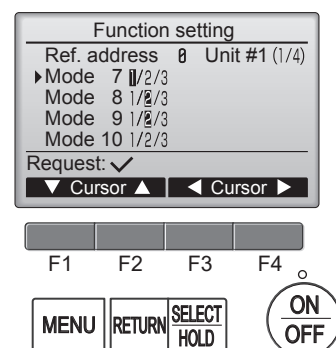 Function setting
Ref. address 0 Unit #1 (1/4)
Mode 7 1/2/3
Mode 8 1/2/3
Mode 9 1/2/3
Mode 10 1/2/3
Request: ✓
▼ Cursor ▲ ◀ Cursor ▶
F1 F2 F3 F4
MENU RETURN SELECT/HOLD ON/OFF